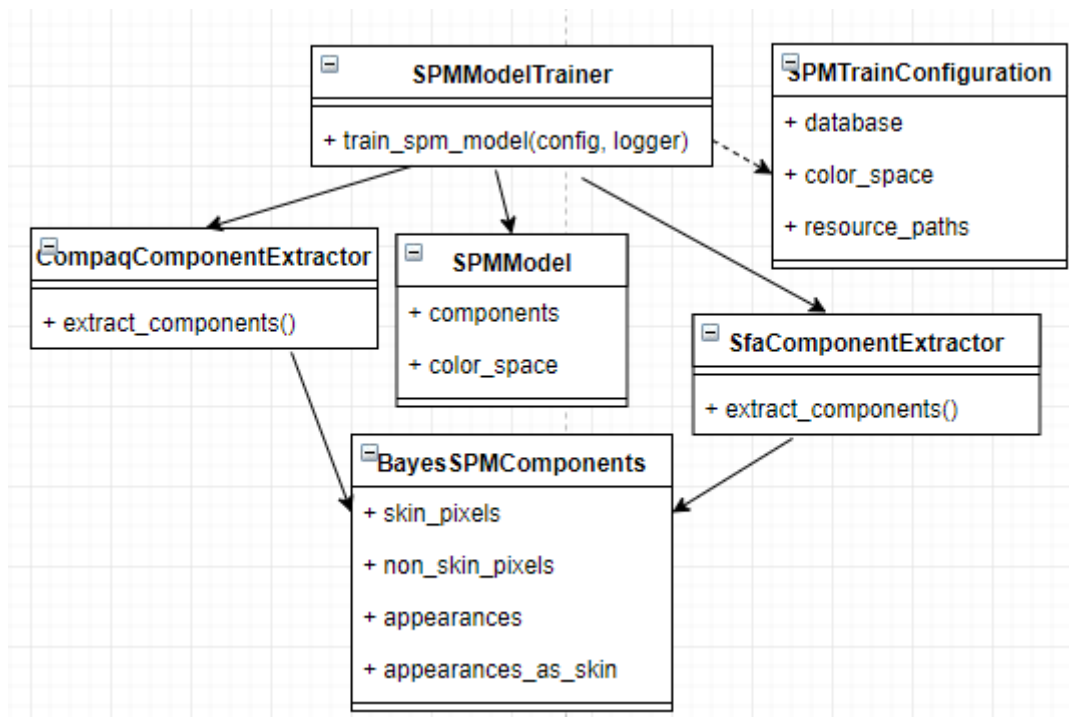 SPMModelTrainer
+ train_spm_model(config, logger)
SPMTrainConfiguration
+ database
+ color_space
+ resource_paths
CompaqComponentExtractor
+ extract_components()
SPMModel
+ components
+ color_space
SfaComponentExtractor
+ extract_components()
BayesSPMComponents
+ skin_pixels
+ non_skin_pixels
+ appearances
+ appearances_as_skin